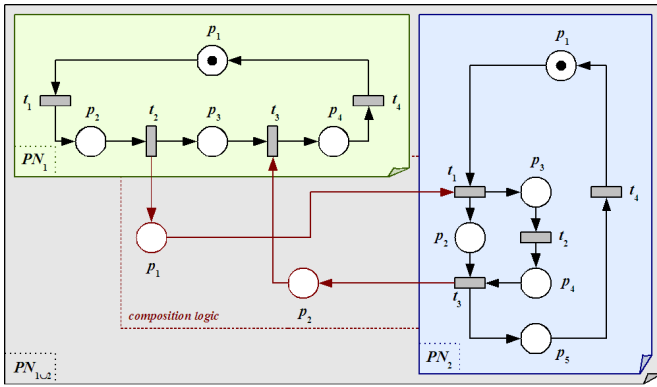 p₁
t₁
p₂
t₂
p₃
t₃
p₄
t₄
PN₁
p₁
t₁
p₃
t₄
p₂
t₂
p₄
t₃
p₅
PN₂
p₁
p₂
composition logic
PN₁∪₂